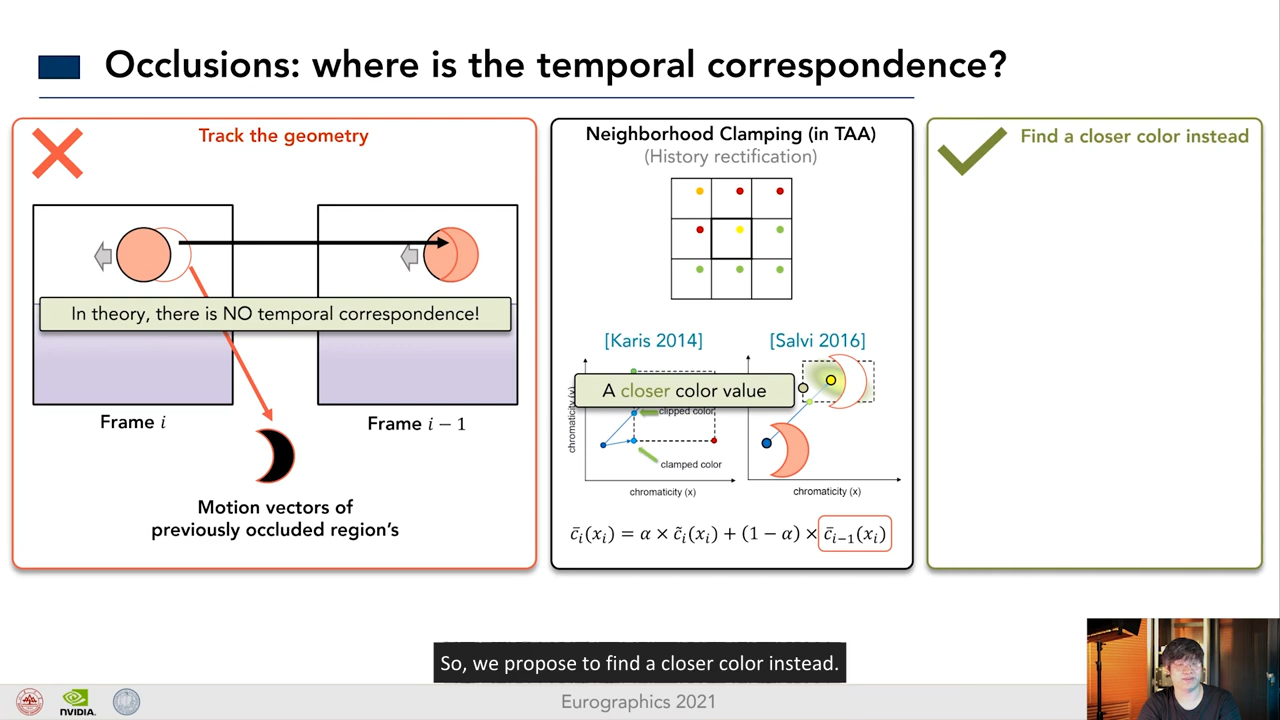 Occlusions: where is the temporal correspondence?
Track the geometry
In theory, there is NO temporal correspondence!
Frame i
Frame i − 1
Motion vectors of
previously occluded region's
Neighborhood Clamping (in TAA)
(History rectification)
[Karis 2014]
[Salvi 2016]
A closer color value
clipped color
clamped color
chromaticity (y)
chromaticity (x)
chromaticity (x)
c̄ᵢ(xᵢ) = α × c̃ᵢ(xᵢ) + (1 − α) × c̄ᵢ₋₁(xᵢ)
Find a closer color instead
So, we propose to find a closer color instead.
NVIDIA.
Eurographics 2021